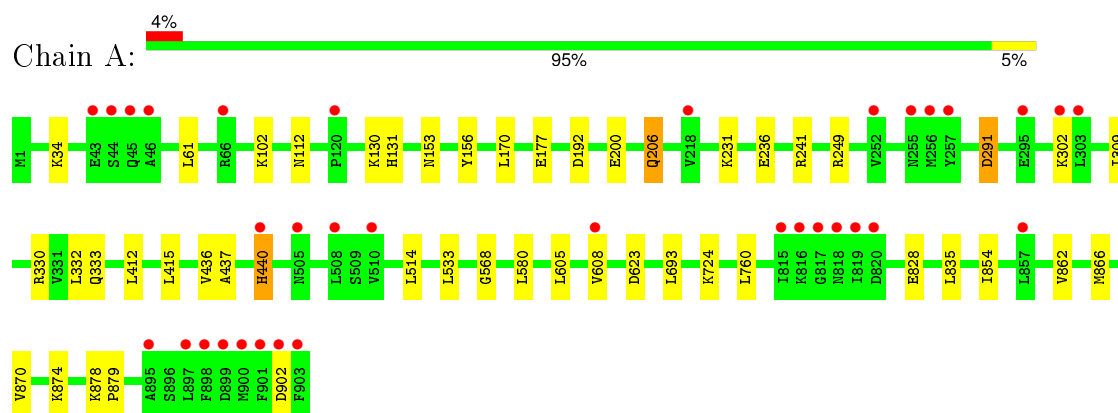 4%
Chain A:
95% 5%
M1 K34 E43 S44 Q45 A46 L61 R66 K102 N112 P120 K130 H131 N153 Y156 L170 E177 D192 E200 Q206 V218 K231 E236 R241 R249 V252 N255 M256 Y257 D291 E295 K302 L303
R330 V331 L332 Q333 L412 L415 V436 A437 H440 N505 L508 S509 V510 L514 L533 G568 L580 L605 V608 D623 L693 K724 L760 I815 K816 G817 N818 I819 D820 E828 L835 I854 L857 V862 M866
V870 K874 K878 P879 A895 S896 L897 F898 D899 M900 F901 D902 F903